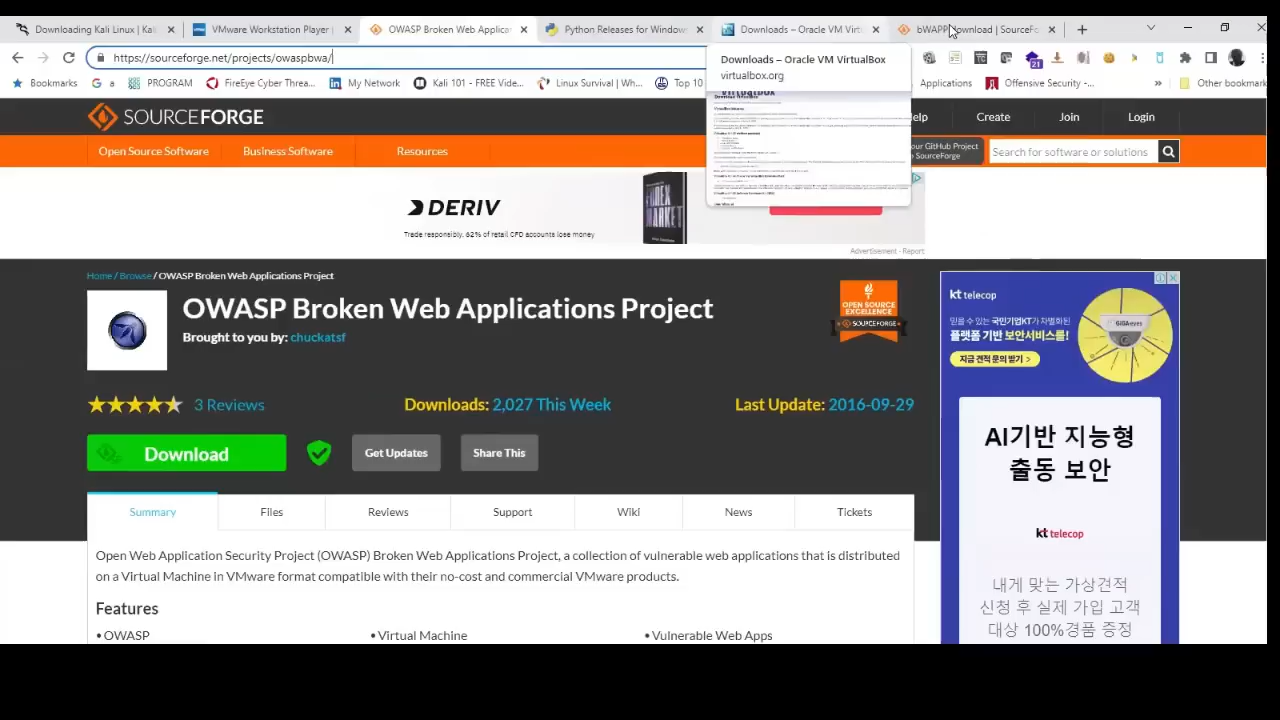 Downloading Kali Linux | Kali
VMware Workstation Player |
OWASP Broken Web Applicat
Python Releases for Window
Downloads – Oracle VM Virt
bWAPP download | SourceFo
https://sourceforge.net/projects/owaspbwa/
Downloads – Oracle VM VirtualBox
virtualbox.org
21
Bookmarks
G a
PROGRAM
FireEye Cyber Threa...
My Network
Kali 101 - FREE Vide...
Linux Survival | Wh...
Top 10
Applications
Offensive Security -...
»
Other bookmarks
SOURCEFORGE
Create
Join
Login
Open Source Software
Business Software
Resources
our GitHub Project
SourceForge
Search for software or solutions
DERIV
Trade responsibly, 62% of retail CFD accounts lose money
Advertisement - Report
Home / Browse / OWASP Broken Web Applications Project
OWASP Broken Web Applications Project
Brought to you by: chuckatsf
OPEN SOURCE
EXCELLENCE
SOURCEFORGE
3 Reviews
Downloads: 2,027 This Week
Last Update: 2016-09-29
Download
Get Updates
Share This
Summary
Files
Reviews
Support
Wiki
News
Tickets
Open Web Application Security Project (OWASP) Broken Web Applications Project, a collection of vulnerable web applications that is distributed
on a Virtual Machine in VMware format compatible with their no-cost and commercial VMware products.
Features
• OWASP
• Virtual Machine
• Vulnerable Web Apps
kt telecop
믿을 수 있는 국민기업KT가 차별화된
플랫폼 기반 보안서비스를!
지금 견적 문의 받기 >
GiGAeyes
AI기반 지능형
출동 보안
kt telecop
내게 맞는 가상견적
신청 후 실제 가입 고객
대상 100%경품 증정